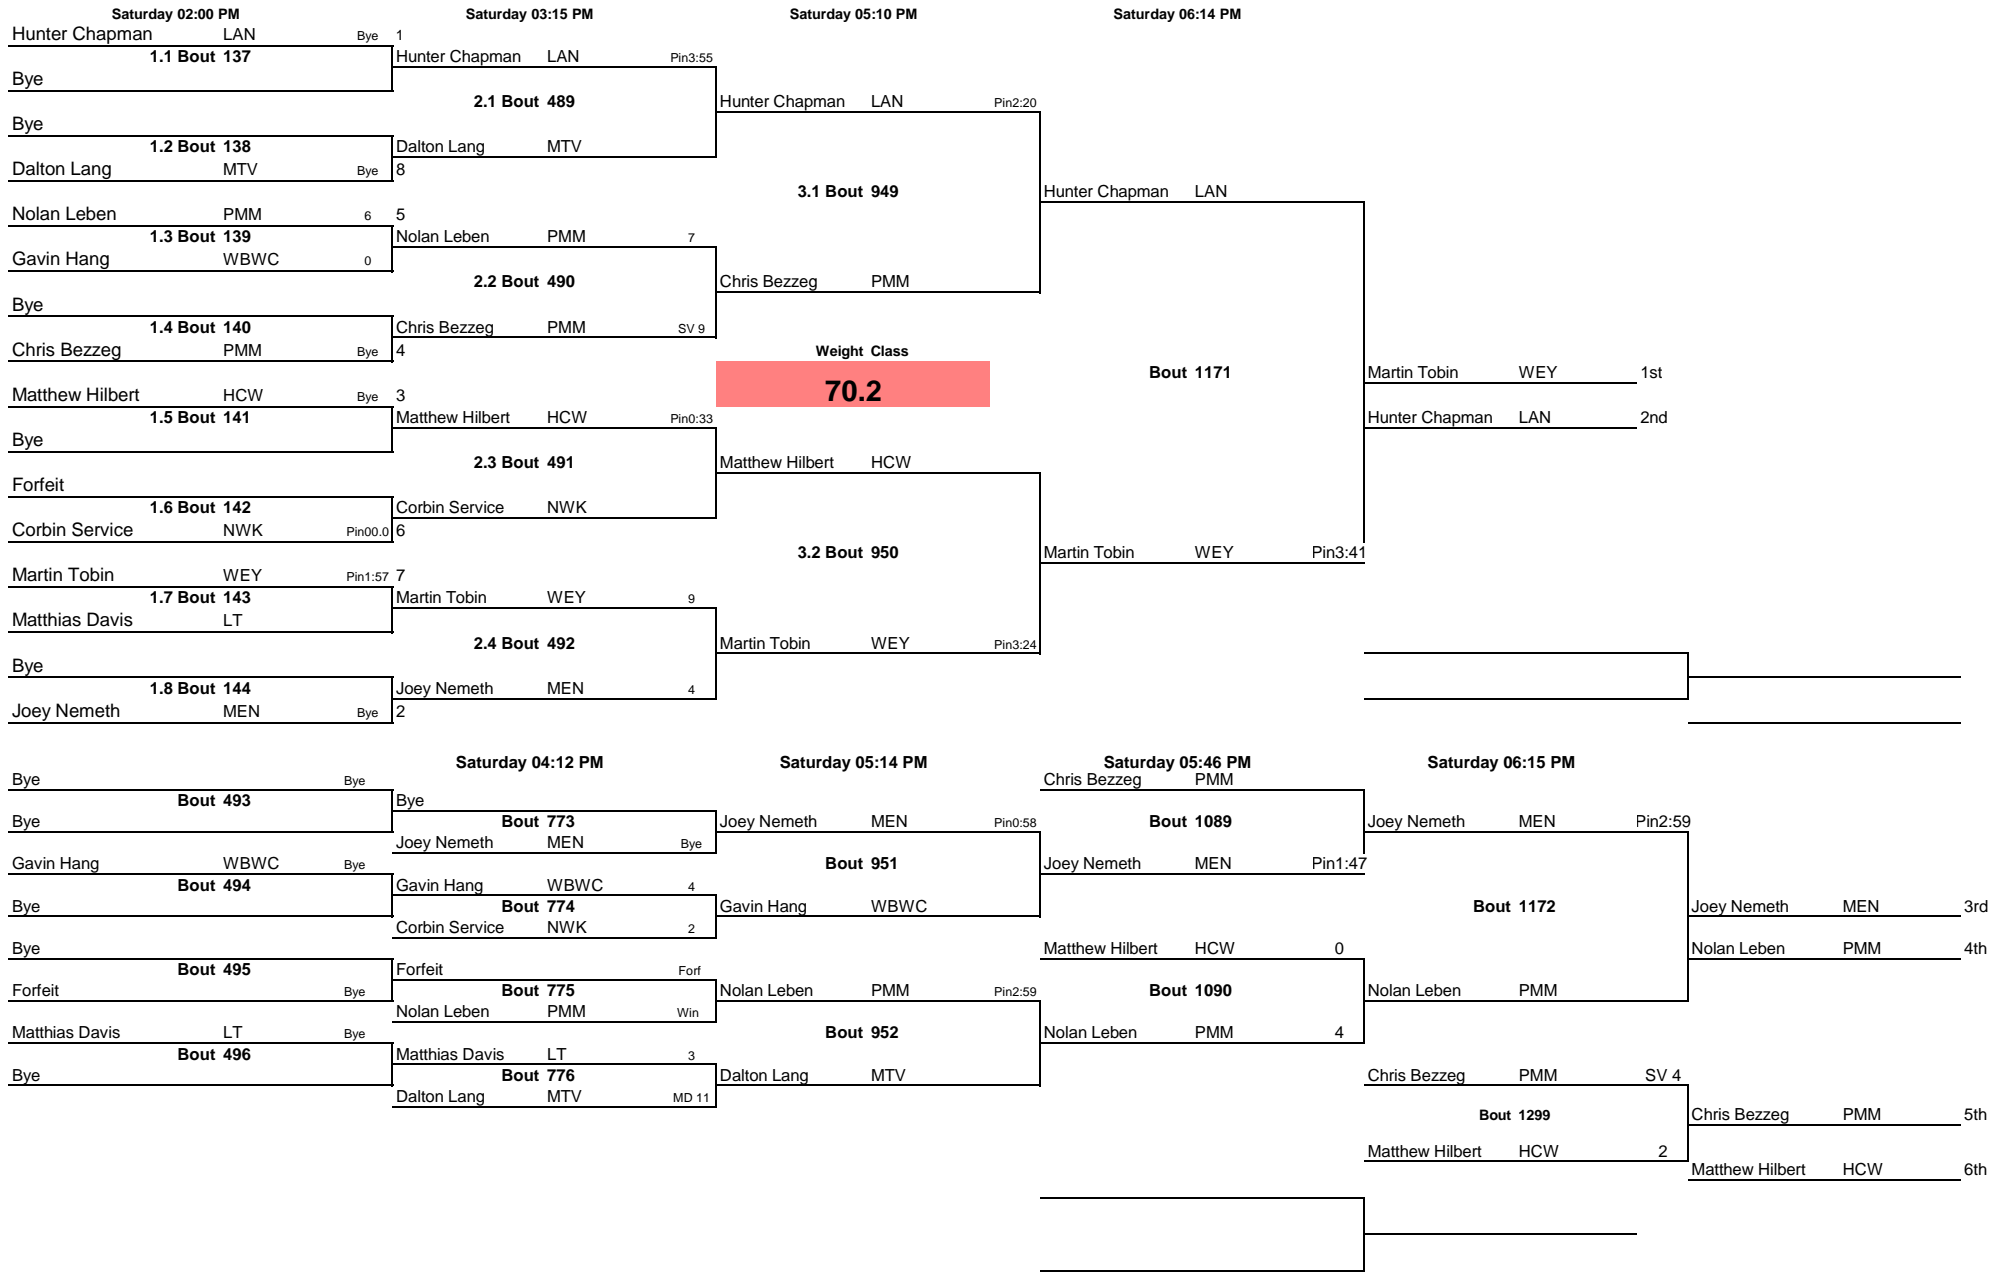 Saturday 02:00 PM Saturday 03:15 PM Saturday 05:10 PM Saturday 06:14 PM
Hunter Chapman LAN Bye 1
1.1 Bout 137 Hunter Chapman LAN Pin3:55
Bye
2.1 Bout 489 Hunter Chapman LAN Pin2:20
Bye
1.2 Bout 138 Dalton Lang MTV
Dalton Lang MTV Bye 8
3.1 Bout 949 Hunter Chapman LAN
Nolan Leben PMM 6 5
1.3 Bout 139 Nolan Leben PMM 7
Gavin Hang WBWC 0
2.2 Bout 490 Chris Bezzeg PMM
Bye
1.4 Bout 140 Chris Bezzeg PMM SV 9
Chris Bezzeg PMM Bye 4 Weight Class
Bout 1171 Martin Tobin WEY 1st
70.2
Matthew Hilbert HCW Bye 3
1.5 Bout 141 Matthew Hilbert HCW Pin0:33 Hunter Chapman LAN 2nd
Bye
2.3 Bout 491 Matthew Hilbert HCW
Forfeit
1.6 Bout 142 Corbin Service NWK
Corbin Service NWK Pin00.0 6
3.2 Bout 950 Martin Tobin WEY Pin3:41
Martin Tobin WEY Pin1:57 7
1.7 Bout 143 Martin Tobin WEY 9
Matthias Davis LT
2.4 Bout 492 Martin Tobin WEY Pin3:24
Bye
1.8 Bout 144 Joey Nemeth MEN 4
Joey Nemeth MEN Bye 2
Saturday 04:12 PM Saturday 05:14 PM Saturday 05:46 PM Saturday 06:15 PM
Bye Bye Chris Bezzeg PMM
Bout 493 Bye
Bye Bout 773 Joey Nemeth MEN Pin0:58 Bout 1089 Joey Nemeth MEN Pin2:59
Joey Nemeth MEN Bye
Gavin Hang WBWC Bye Bout 951 Joey Nemeth MEN Pin1:47
Bout 494 Gavin Hang WBWC 4
Bye Bout 774 Gavin Hang WBWC Bout 1172 Joey Nemeth MEN 3rd
Corbin Service NWK 2
Bye Matthew Hilbert HCW 0 Nolan Leben PMM 4th
Bout 495 Forfeit Forf
Forfeit Bye Bout 775 Nolan Leben PMM Pin2:59 Bout 1090 Nolan Leben PMM
Nolan Leben PMM Win
Matthias Davis LT Bye Bout 952 Nolan Leben PMM 4
Bout 496 Matthias Davis LT 3
Bye Bout 776 Dalton Lang MTV Chris Bezzeg PMM SV 4
Dalton Lang MTV MD 11
Bout 1299 Chris Bezzeg PMM 5th
Matthew Hilbert HCW 2
Matthew Hilbert HCW 6th